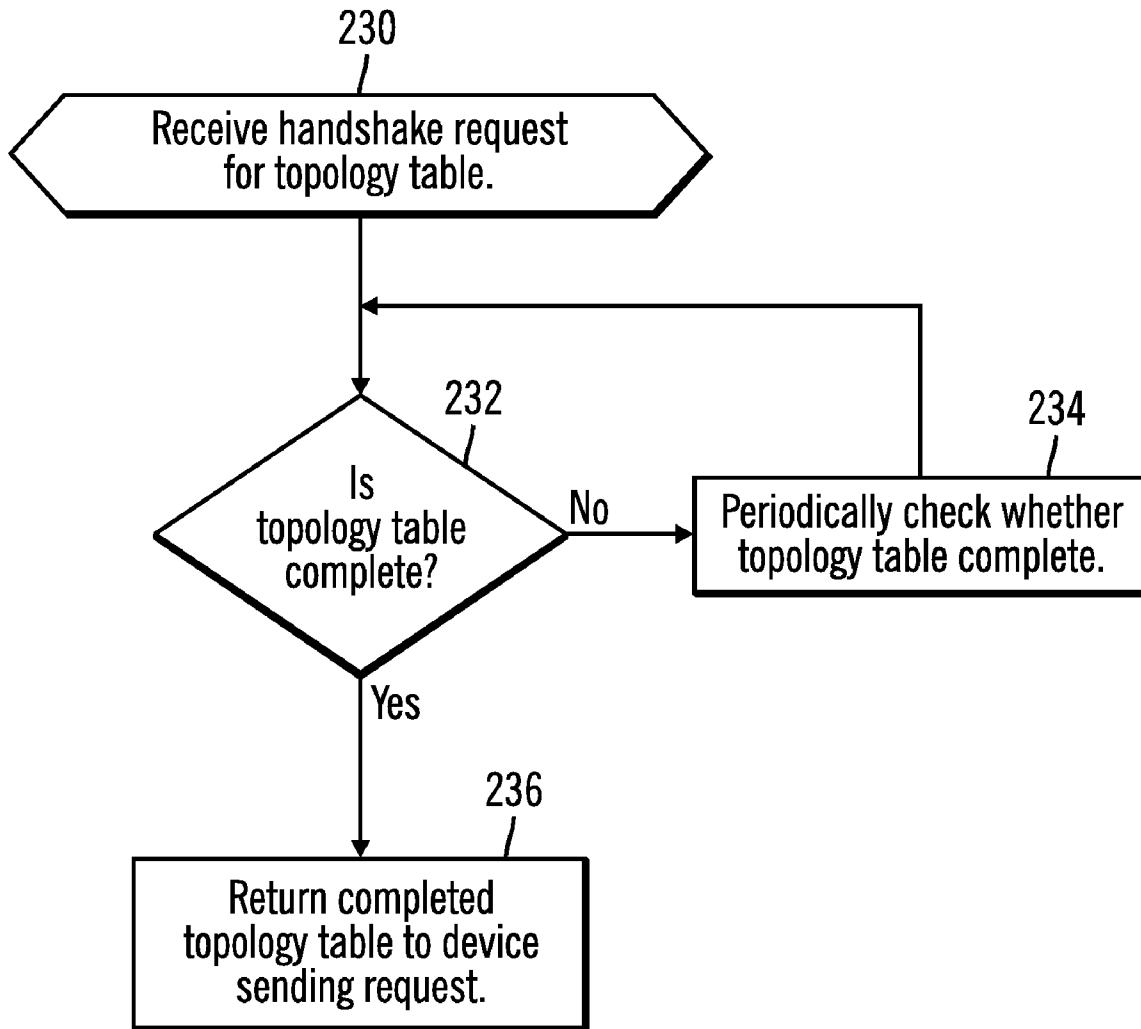 230
Receive handshake request
for topology table.
232
Is
topology table
complete?
No
234
Periodically check whether
topology table complete.
Yes
236
Return completed
topology table to device
sending request.